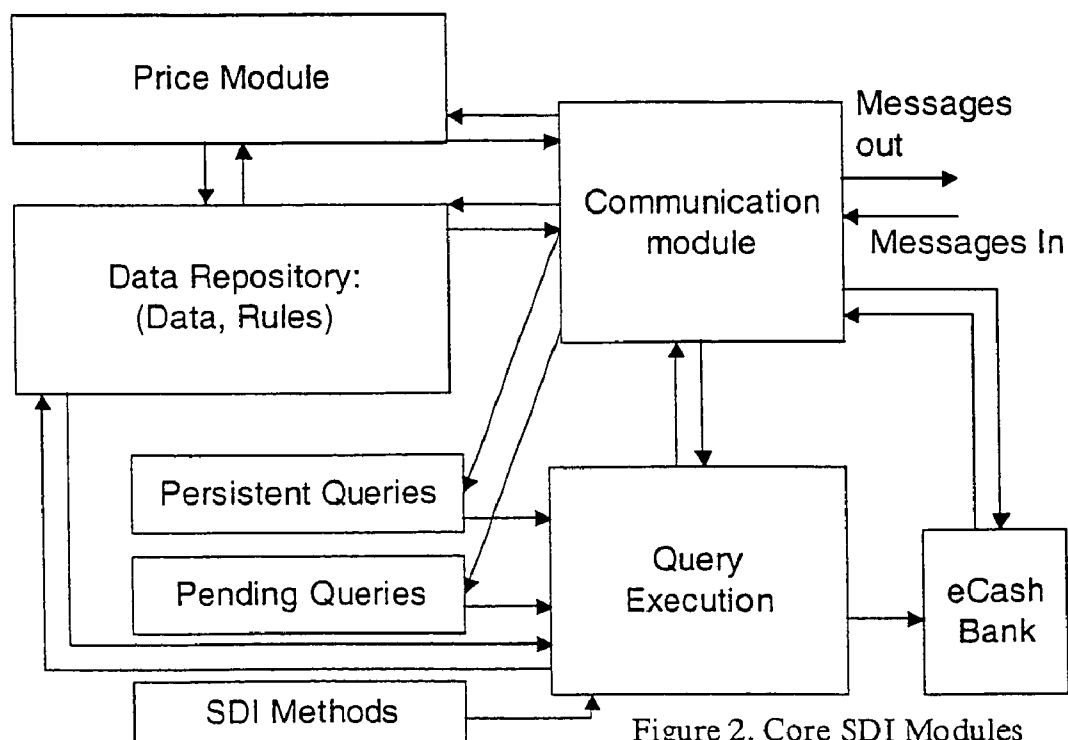 Price Module
Messages
out
Communication
module
Messages In
Data Repository:
(Data, Rules)
Persistent Queries
Pending Queries
Query
Execution
eCash
Bank
SDI Methods
Figure 2. Core SDI Modules